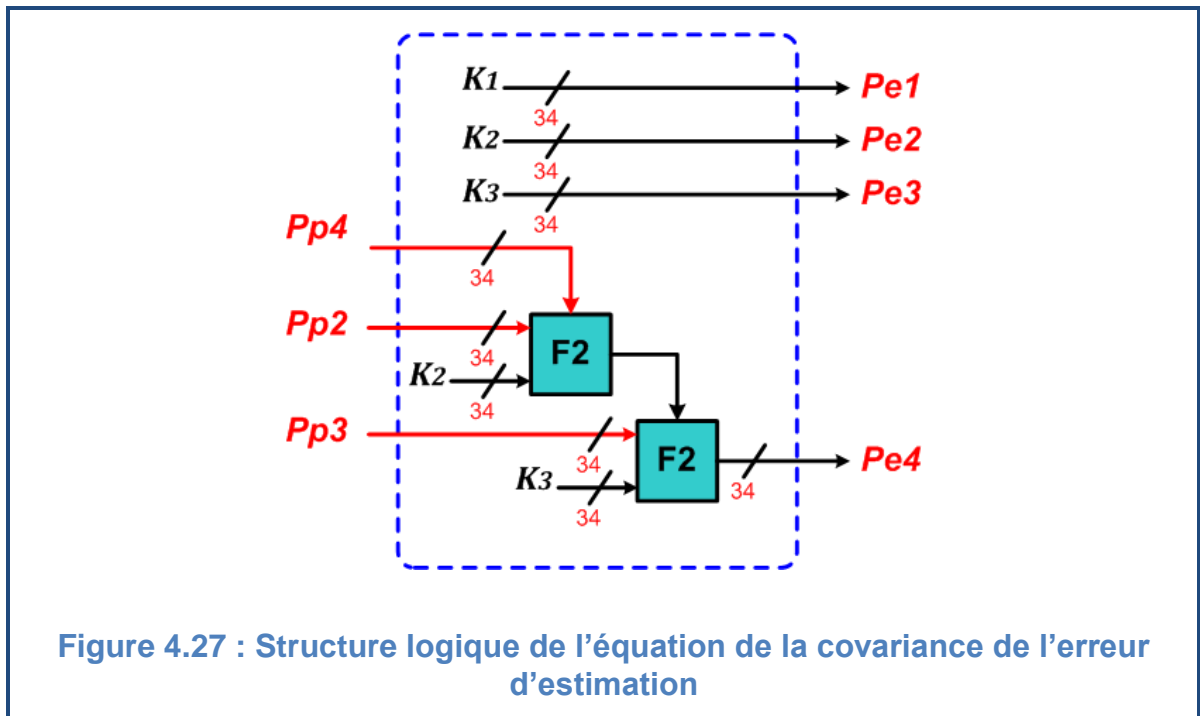 K1 34 Pe1
K2 34 Pe2
K3 34 Pe3
Pp4 34
Pp2 34 F2
K2 34
Pp3 34 F2 34 Pe4
K3 34
Figure 4.27 : Structure logique de l’équation de la covariance de l’erreur
d’estimation